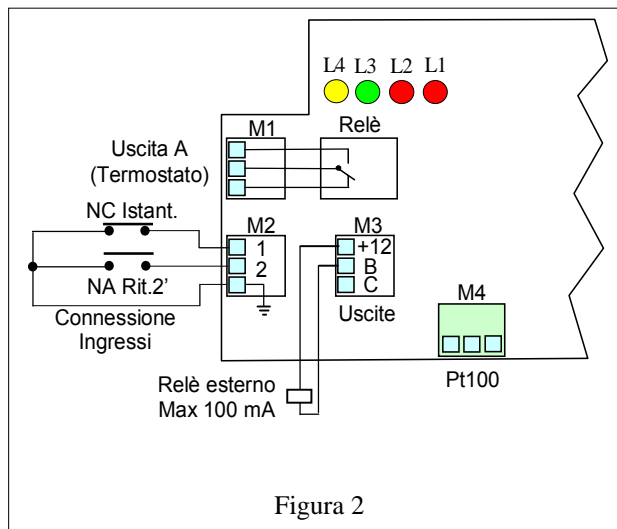 L4 L3 L2 L1
M1
Relè
Uscita A
(Termostato)
NC Istant.
M2
1
2
M3
+12
B
C
NA Rit.2'
Connessione
Ingressi
Uscite
M4
Pt100
Relè esterno
Max 100 mA
Figura 2